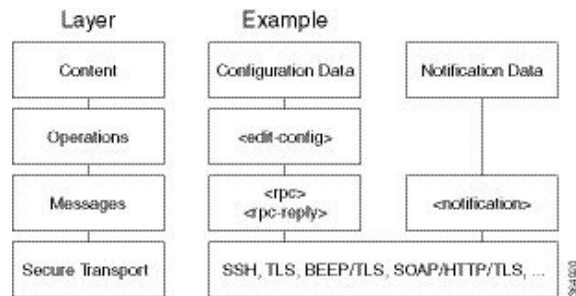 Layer Example
Content Configuration Data Notification Data
Operations <edit-config>
Messages <rpc> <notification>
<rpc-reply>
Secure Transport SSH, TLS, BEEP/TLS, SOAP/HTTP/TLS, ...